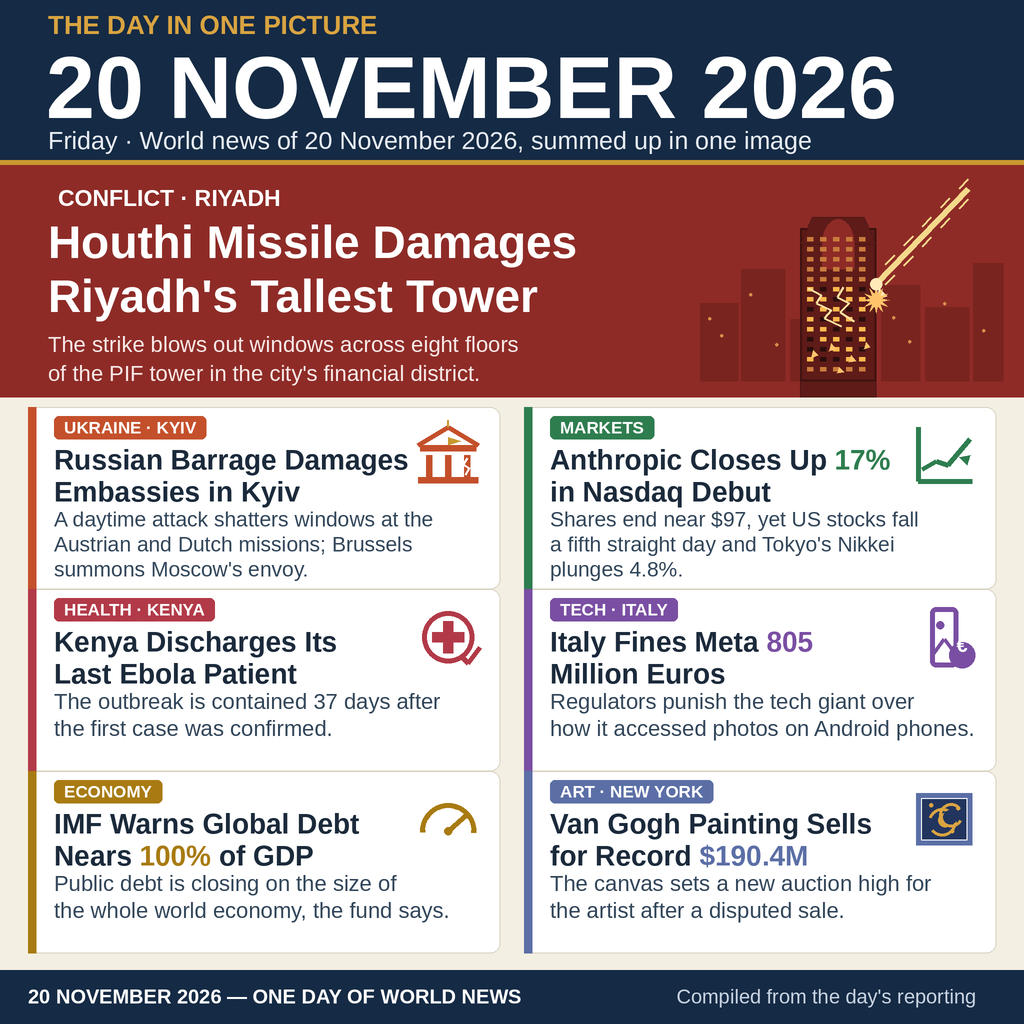 THE DAY IN ONE PICTURE
20 NOVEMBER 2026
Friday · World news of 20 November 2026, summed up in one image
CONFLICT · RIYADH
Houthi Missile Damages
Riyadh's Tallest Tower
The strike blows out windows across eight floors
of the PIF tower in the city's financial district.
UKRAINE · KYIV
Russian Barrage Damages
Embassies in Kyiv
A daytime attack shatters windows at the
Austrian and Dutch missions; Brussels
summons Moscow's envoy.
MARKETS
Anthropic Closes Up 17%
in Nasdaq Debut
Shares end near $97, yet US stocks fall
a fifth straight day and Tokyo's Nikkei
plunges 4.8%.
HEALTH · KENYA
Kenya Discharges Its
Last Ebola Patient
The outbreak is contained 37 days after
the first case was confirmed.
TECH · ITALY
Italy Fines Meta 805
Million Euros
Regulators punish the tech giant over
how it accessed photos on Android phones.
€
ECONOMY
IMF Warns Global Debt
Nears 100% of GDP
Public debt is closing on the size of
the whole world economy, the fund says.
ART · NEW YORK
Van Gogh Painting Sells
for Record $190.4M
The canvas sets a new auction high for
the artist after a disputed sale.
20 NOVEMBER 2026 — ONE DAY OF WORLD NEWS
Compiled from the day's reporting